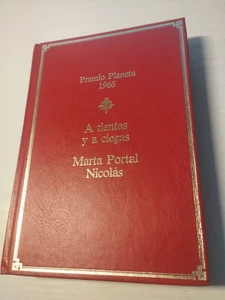 Premio Planeta
1966
A tientas
y a ciegas
Marta Portal
Nicolás